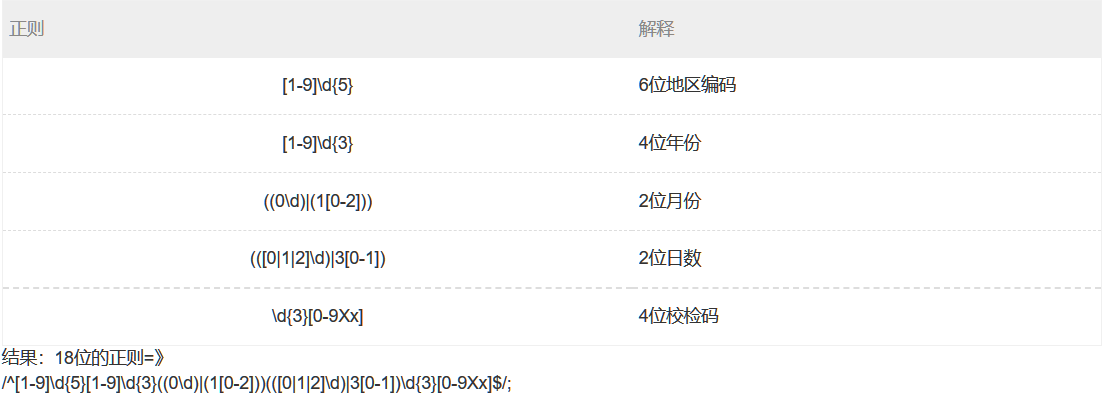 正则 解释
[1-9]\d{5} 6位地区编码
[1-9]\d{3} 4位年份
((0\d)|(1[0-2])) 2位月份
(([0|1|2]\d)|3[0-1]) 2位日数
\d{3}[0-9Xx] 4位校检码
结果：18位的正则=》
/^[1-9]\d{5}[1-9]\d{3}((0\d)|(1[0-2]))(([0|1|2]\d)|3[0-1])\d{3}[0-9Xx]$/;